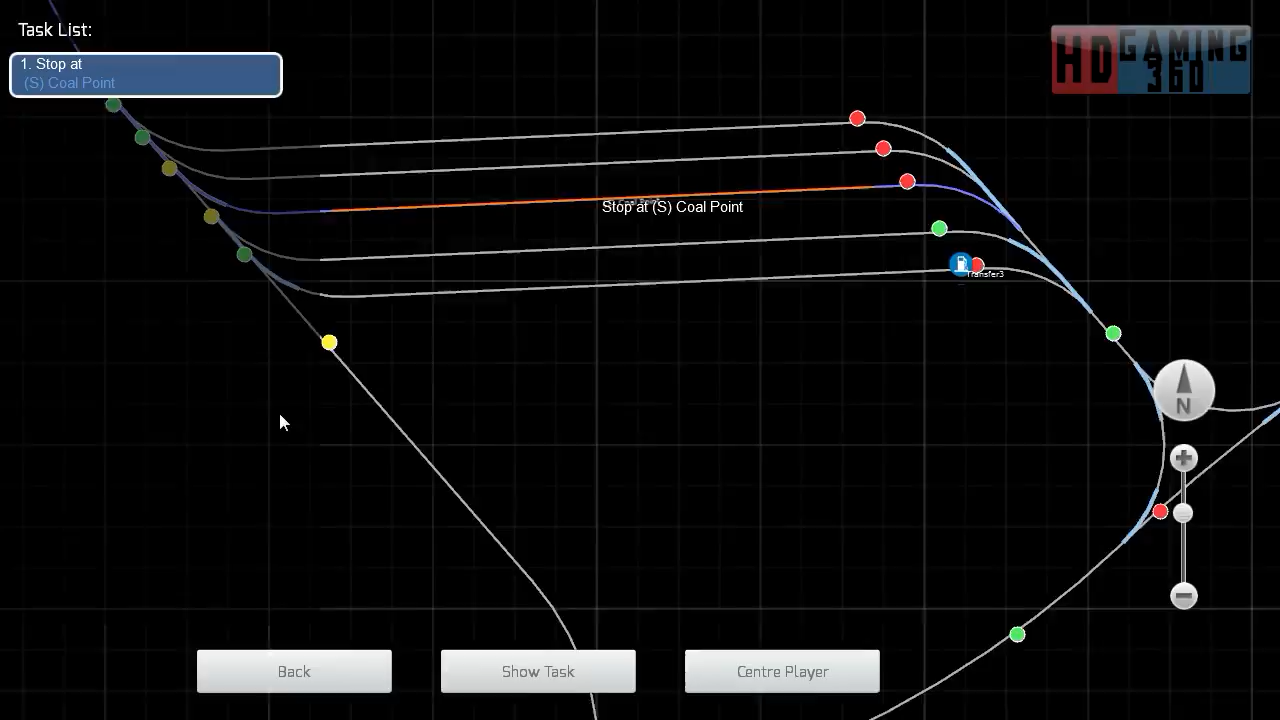 Task List:
1. Stop at
(S) Coal Point
HD GAMING
360
Stop at (S) Coal Point
Transfer3
N
Back
Show Task
Centre Player